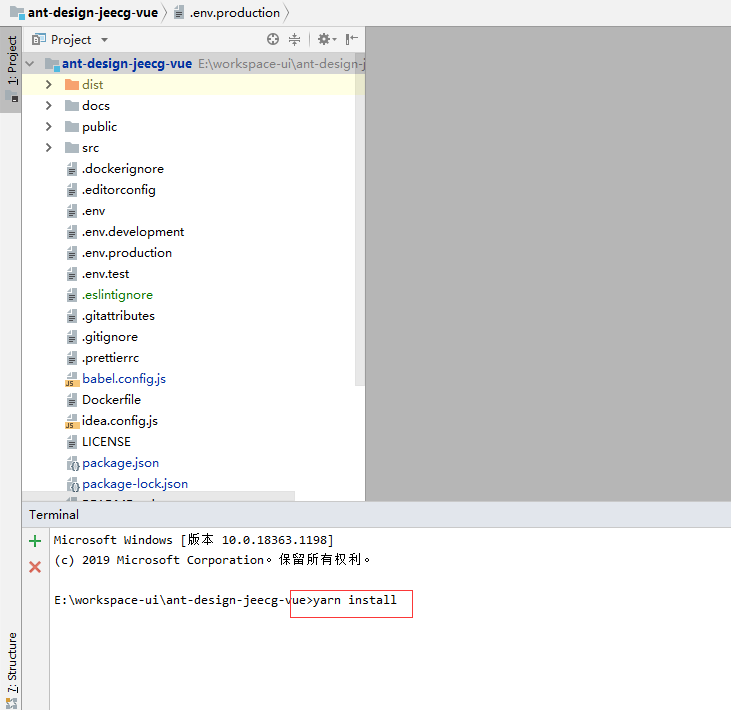 ant-design-jeecg-vue .env.production
1: Project
Project
ant-design-jeecg-vue E:\workspace-ui\ant-design-j
dist
docs
public
src
.dockerignore
.editorconfig
.env
.env.development
.env.production
.env.test
.eslintignore
.gitattributes
.gitignore
.prettierrc
babel.config.js
Dockerfile
idea.config.js
LICENSE
package.json
package-lock.json
Terminal
Microsoft Windows [版本 10.0.18363.1198]
(c) 2019 Microsoft Corporation。保留所有权利。
E:\workspace-ui\ant-design-jeecg-vue>yarn install
7: Structure